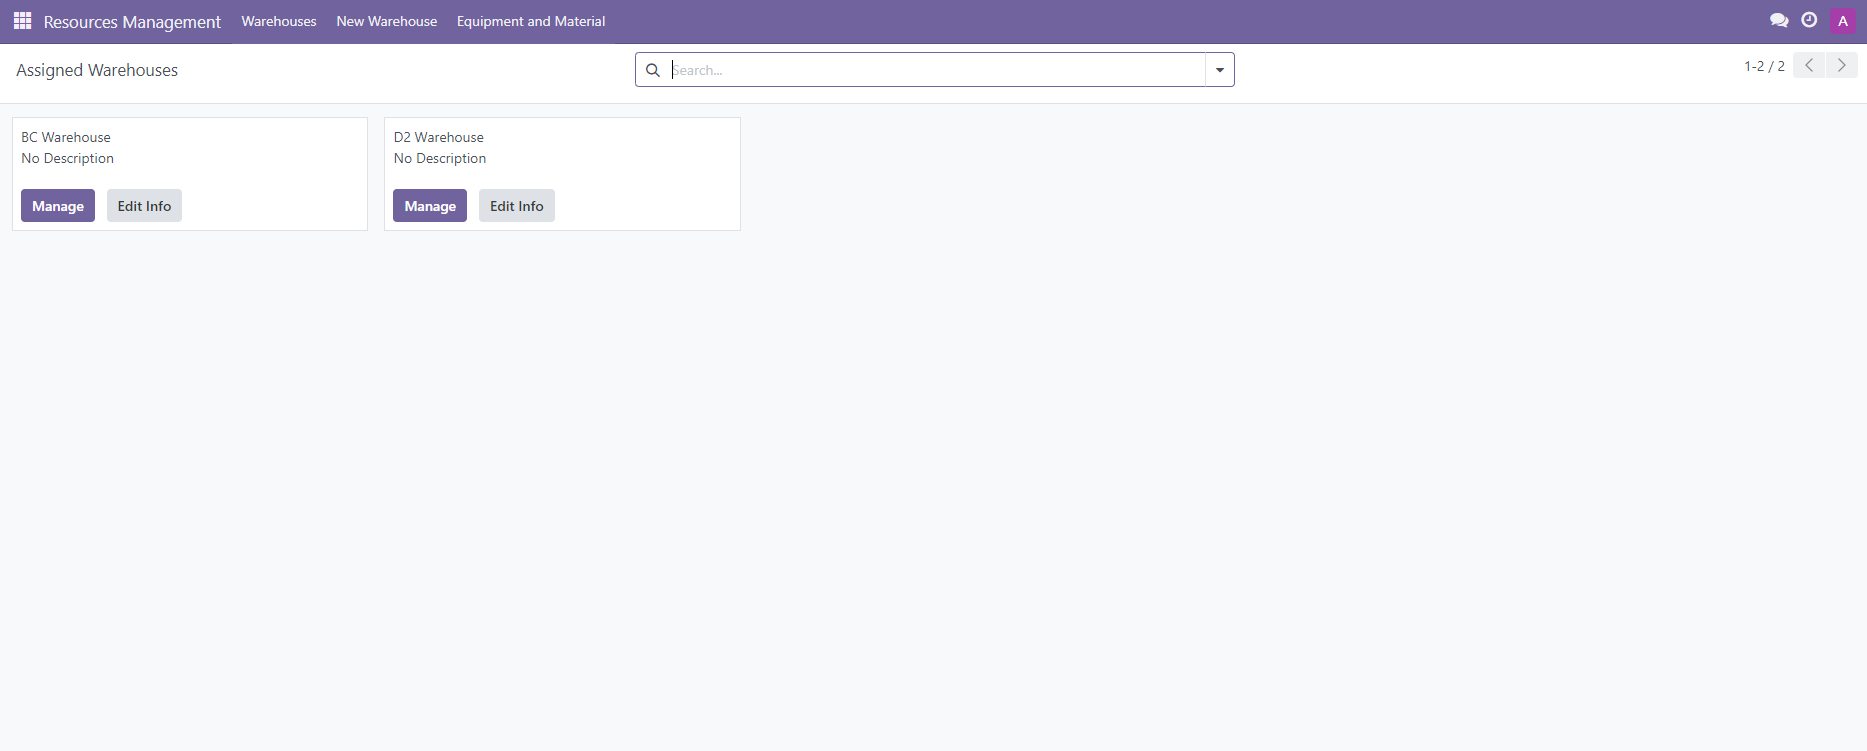 Resources Management Warehouses New Warehouse Equipment and Material A
Assigned Warehouses Search... 1-2 / 2
BC Warehouse
No Description
Manage Edit Info
D2 Warehouse
No Description
Manage Edit Info